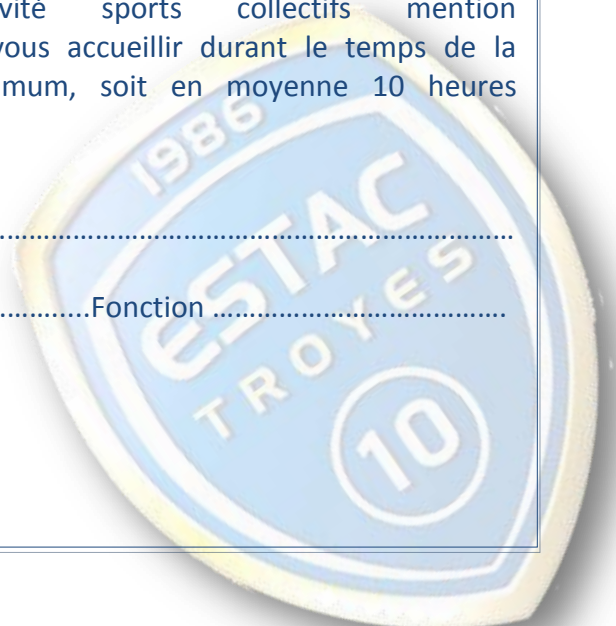 vité sports collectifs mention
vous accueillir durant le temps de la
imum, soit en moyenne 10 heures
1986
...........................................................................
............Fonction ........................................
ESTAC
TROYES
10